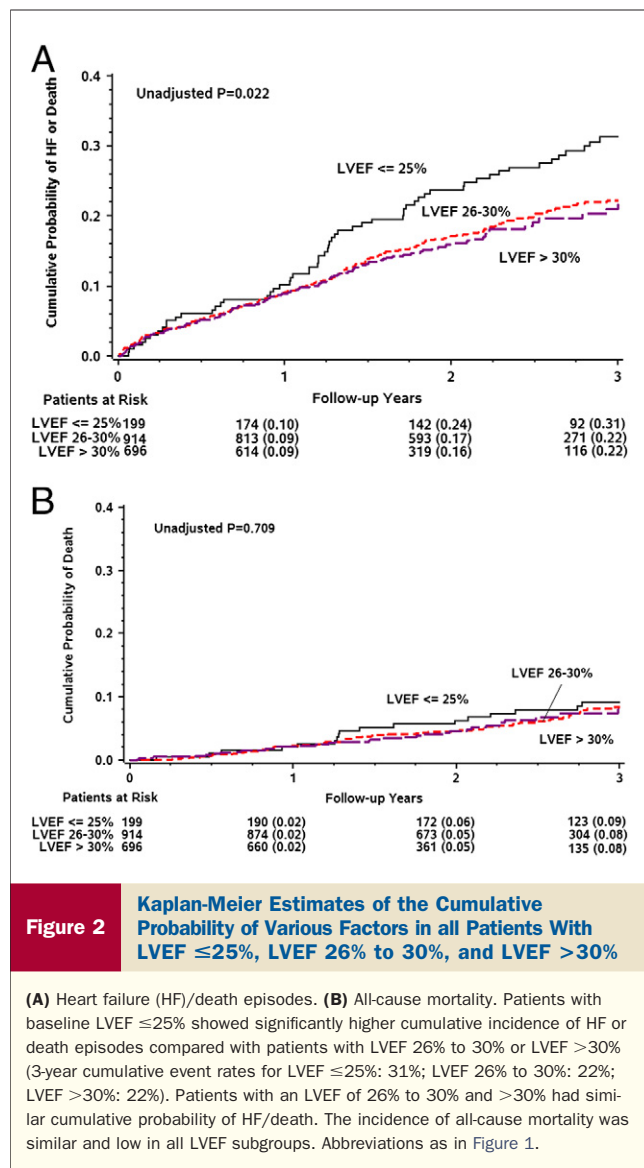 A
0.4
Unadjusted P=0.022
0.3
LVEF <= 25%
0.2
LVEF 26-30%
LVEF > 30%
0.1
0.0
Cumulative Probability of HF or Death
0 1 2 3
Patients at Risk Follow-up Years
LVEF <= 25% 199 174 (0.10) 142 (0.24) 92 (0.31)
LVEF 26-30% 914 813 (0.09) 593 (0.17) 271 (0.22)
LVEF > 30% 696 614 (0.09) 319 (0.16) 116 (0.22)
B
0.4
Unadjusted P=0.709
0.3
0.2
LVEF 26-30%
0.1
LVEF <= 25%
LVEF > 30%
0.0
Cumulative Probability of Death
0 1 2 3
Patients at Risk Follow-up Years
LVEF <= 25% 199 190 (0.02) 172 (0.06) 123 (0.09)
LVEF 26-30% 914 874 (0.02) 673 (0.05) 304 (0.08)
LVEF > 30% 696 660 (0.02) 361 (0.05) 135 (0.08)
Figure 2
Kaplan-Meier Estimates of the Cumulative
Probability of Various Factors in all Patients With
LVEF ≤25%, LVEF 26% to 30%, and LVEF >30%
(A) Heart failure (HF)/death episodes. (B) All-cause mortality. Patients with
baseline LVEF ≤25% showed significantly higher cumulative incidence of HF or
death episodes compared with patients with LVEF 26% to 30% or LVEF >30%
(3-year cumulative event rates for LVEF ≤25%: 31%; LVEF 26% to 30%: 22%;
LVEF >30%: 22%). Patients with an LVEF of 26% to 30% and >30% had simi-
lar cumulative probability of HF/death. The incidence of all-cause mortality was
similar and low in all LVEF subgroups. Abbreviations as in Figure 1.